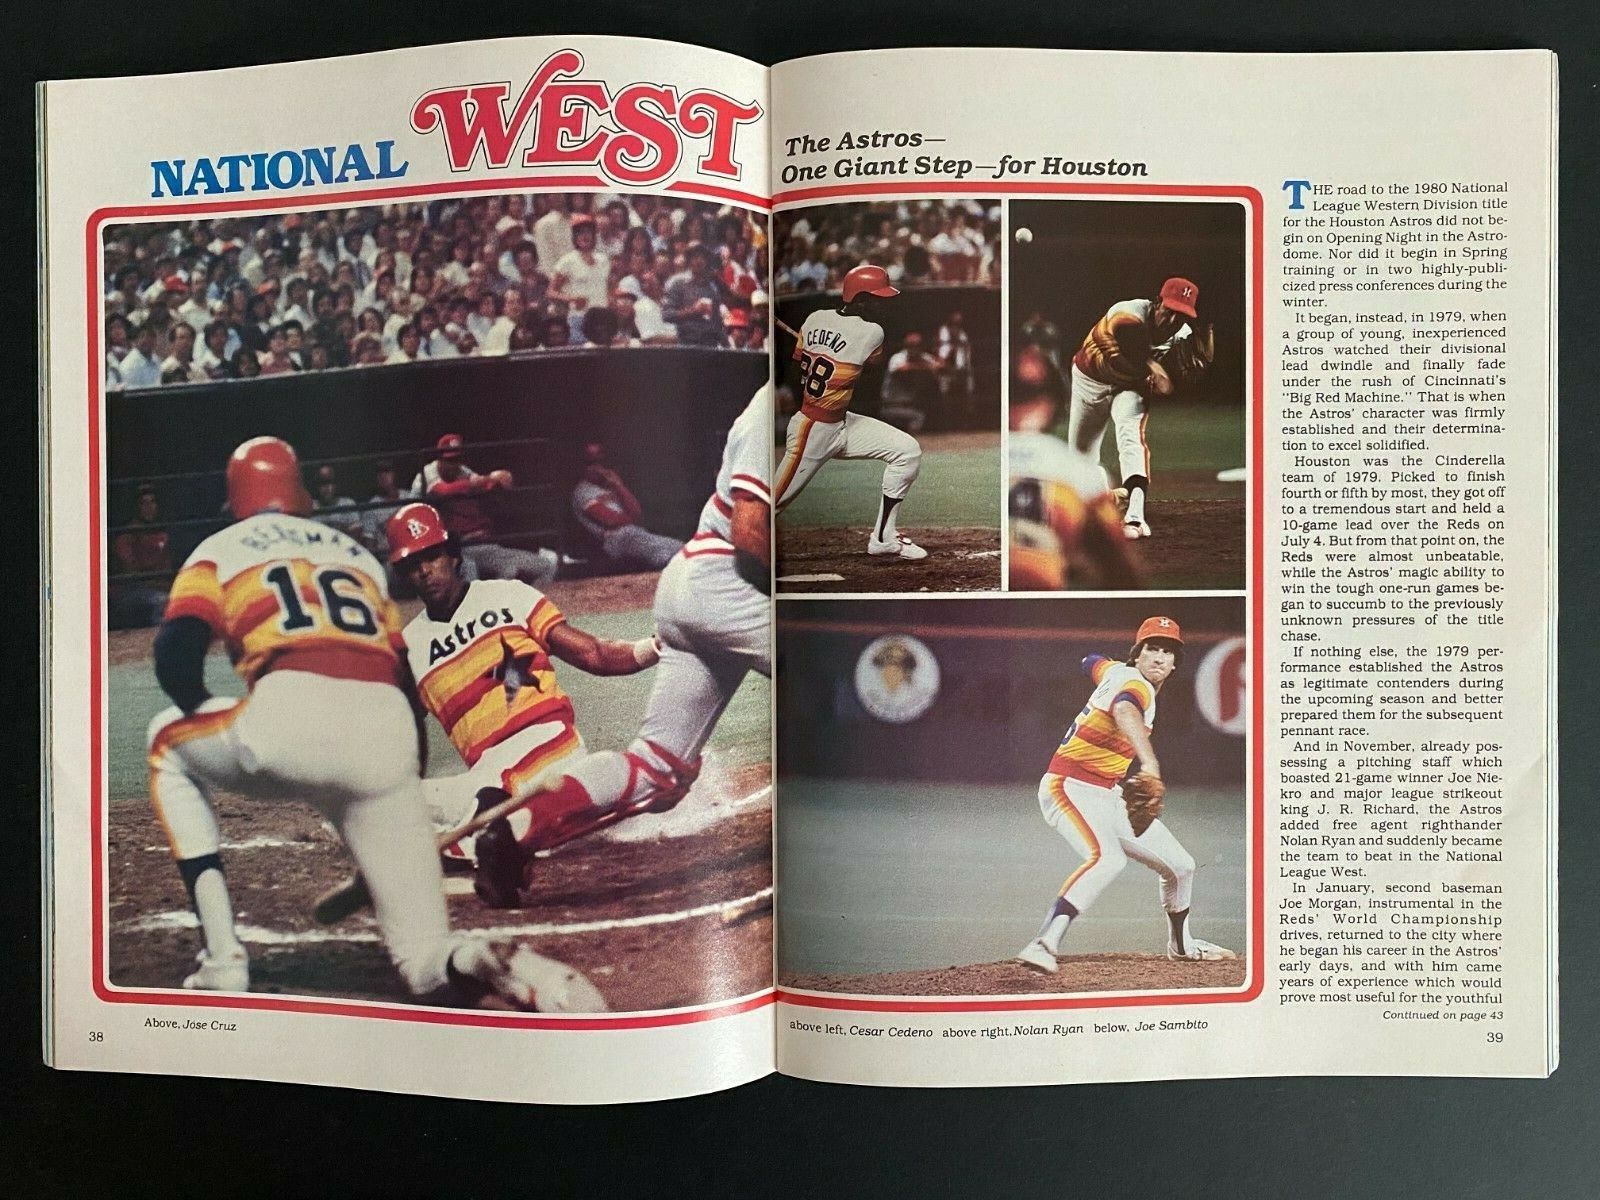 NATIONAL WEST
The Astros—
One Giant Step—for Houston
BERGMAN
16
Astros
CEDEÑO
28
H
H
THE road to the 1980 National
League Western Division title
for the Houston Astros did not be-
gin on Opening Night in the Astro-
dome. Nor did it begin in Spring
training or in two highly-publi-
cized press conferences during the
winter.
It began, instead, in 1979, when
a group of young, inexperienced
Astros watched their divisional
lead dwindle and finally fade
under the rush of Cincinnati's
"Big Red Machine." That is when
the Astros' character was firmly
established and their determina-
tion to excel solidified.
Houston was the Cinderella
team of 1979. Picked to finish
fourth or fifth by most, they got off
to a tremendous start and held a
10-game lead over the Reds on
July 4. But from that point on, the
Reds were almost unbeatable,
while the Astros' magic ability to
win the tough one-run games be-
gan to succumb to the previously
unknown pressures of the title
chase.
If nothing else, the 1979 per-
formance established the Astros
as legitimate contenders during
the upcoming season and better
prepared them for the subsequent
pennant race.
And in November, already pos-
sessing a pitching staff which
boasted 21-game winner Joe Nie-
kro and major league strikeout
king J. R. Richard, the Astros
added free agent righthander
Nolan Ryan and suddenly became
the team to beat in the National
League West.
In January, second baseman
Joe Morgan, instrumental in the
Reds' World Championship
drives, returned to the city where
he began his career in the Astros'
early days, and with him came
years of experience which would
prove most useful for the youthful
Continued on page 43
Above, Jose Cruz
above left, Cesar Cedeno above right, Nolan Ryan below, Joe Sambito
38
39